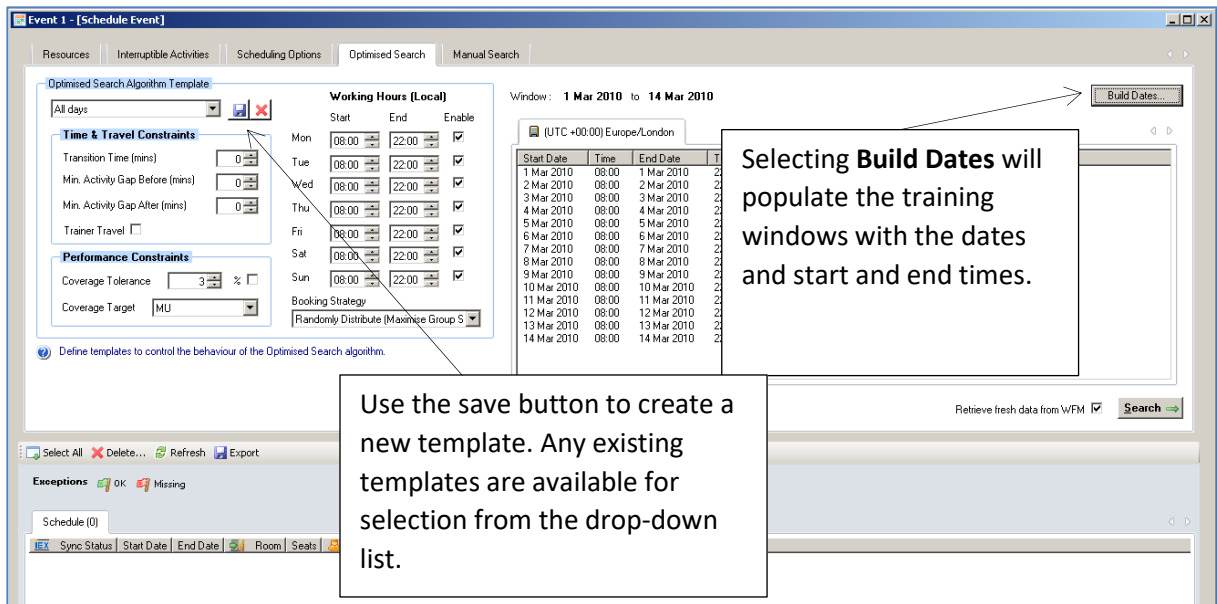 Event 1 - [Schedule Event]
Resources Interruptible Activities Scheduling Options Optimised Search Manual Search
Optimised Search Algorithm Template
All days
Time & Travel Constraints
Transition Time (mins) 0
Min. Activity Gap Before (mins) 0
Min. Activity Gap After (mins) 0
Trainer Travel
Performance Constraints
Coverage Tolerance 3 %
Coverage Target MU
Working Hours (Local)
Start End Enable
Mon 08:00 22:00
Tue 08:00 22:00
Wed 08:00 22:00
Thu 08:00 22:00
Fri 08:00 22:00
Sat 08:00 22:00
Sun 08:00 22:00
Booking Strategy
Randomly Distribute (Maximise Group S
Define templates to control the behaviour of the Optimised Search algorithm.
Window : 1 Mar 2010 to 14 Mar 2010
Build Dates...
(UTC +00:00) Europe/London
Start Date Time End Date T
1 Mar 2010 08:00 1 Mar 2010 22
2 Mar 2010 08:00 2 Mar 2010 22
3 Mar 2010 08:00 3 Mar 2010 22
4 Mar 2010 08:00 4 Mar 2010 22
5 Mar 2010 08:00 5 Mar 2010 22
6 Mar 2010 08:00 6 Mar 2010 22
7 Mar 2010 08:00 7 Mar 2010 22
8 Mar 2010 08:00 8 Mar 2010 22
9 Mar 2010 08:00 9 Mar 2010 22
10 Mar 2010 08:00 10 Mar 2010 22
11 Mar 2010 08:00 11 Mar 2010 22
12 Mar 2010 08:00 12 Mar 2010 22
13 Mar 2010 08:00 13 Mar 2010 22
14 Mar 2010 08:00 14 Mar 2010 22
Selecting Build Dates will
populate the training
windows with the dates
and start and end times.
Retrieve fresh data from WFM Search
Use the save button to create a
new template. Any existing
templates are available for
selection from the drop-down
list.
Select All Delete... Refresh Export
Exceptions OK Missing
Schedule (0)
IEX Sync Status Start Date End Date Room Seats